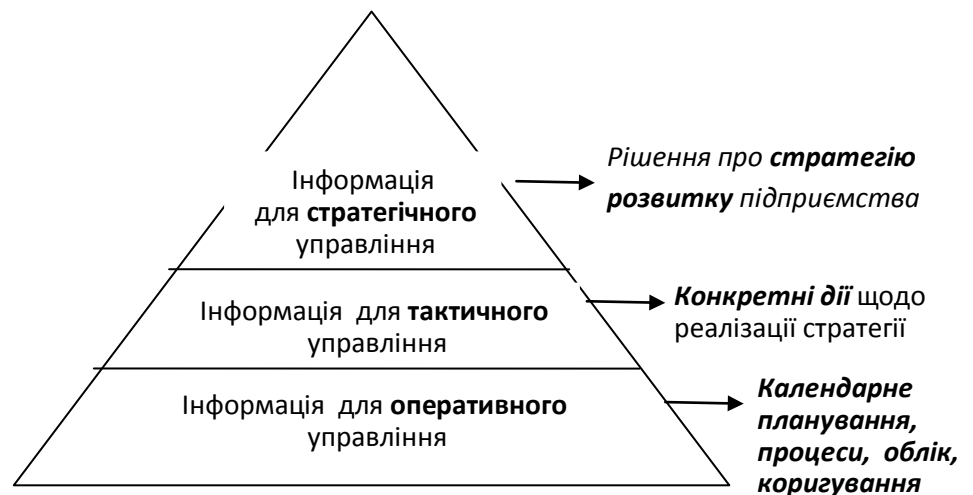 Інформація
для стратегічного
управління
Рішення про стратегію
розвитку підприємства
Інформація для тактичного
управління
Конкретні дії щодо
реалізації стратегії
Інформація для оперативного
управління
Календарне
планування,
процеси, облік,
коригування